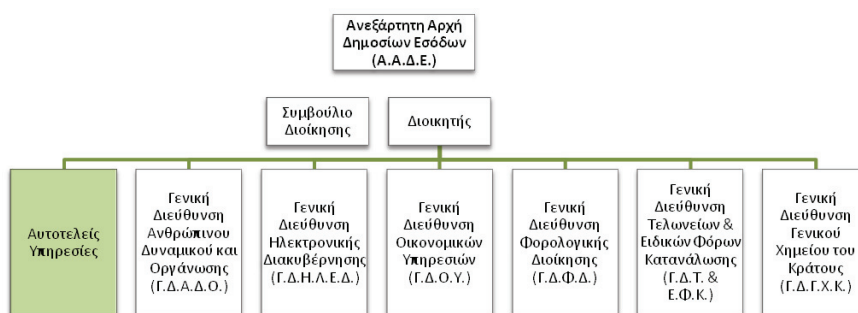 Ανεξάρτητη Αρχή
Δημοσίων Εσόδων
(Α.Α.Δ.Ε.)
Συμβούλιο
Διοίκησης
Διοικητής
Αυτοτελείς
Υπηρεσίες
Γενική
Διεύθυνση
Ανθρώπινου
Δυναμικού και
Οργάνωσης
(Γ.Δ.Α.Δ.Ο.)
Γενική
Διεύθυνση
Ηλεκτρονικής
Διακυβέρνησης
(Γ.Δ.Η.Λ.Ε.Δ.)
Γενική
Διεύθυνση
Οικονομικών
Υπηρεσιών
(Γ.Δ.Ο.Υ.)
Γενική
Διεύθυνση
Φορολογικής
Διοίκησης
(Γ.Δ.Φ.Δ.)
Γενική
Διεύθυνση
Τελωνείων &
Ειδικών Φόρων
Κατανάλωσης
(Γ.Δ.Τ. &
Ε.Φ.Κ.)
Γενική
Διεύθυνση
Γενικού
Χημείου του
Κράτους
(Γ.Δ.Γ.Χ.Κ.)